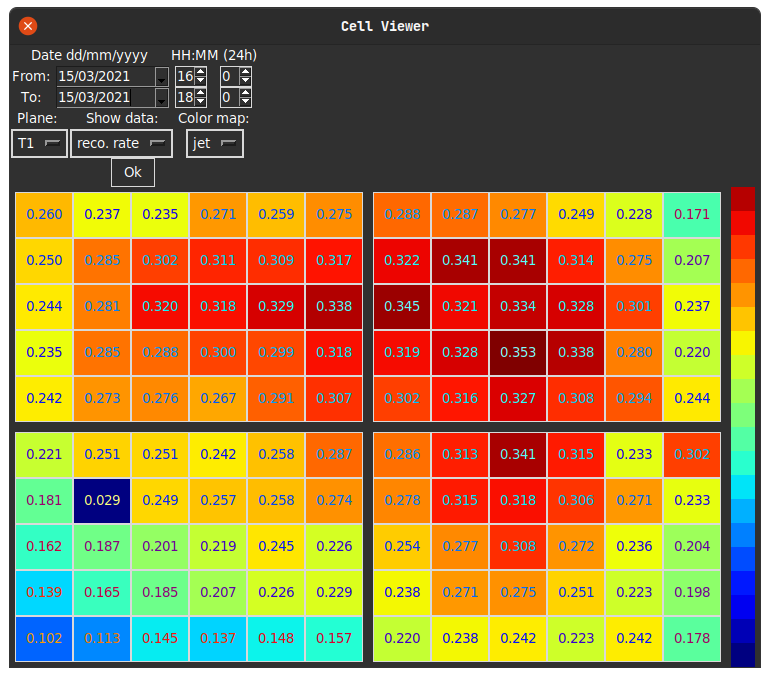 Cell Viewer
Date dd/mm/yyyy HH:MM (24h)
From: 15/03/2021 16 0
To: 15/03/2021 18 0
Plane: Show data: Color map:
T1 reco. rate jet
Ok
0.260 0.237 0.235 0.271 0.259 0.275 0.288 0.287 0.277 0.249 0.228 0.171
0.250 0.285 0.302 0.311 0.309 0.317 0.322 0.341 0.341 0.314 0.275 0.207
0.244 0.281 0.320 0.318 0.329 0.338 0.345 0.321 0.334 0.328 0.301 0.237
0.235 0.285 0.288 0.300 0.299 0.318 0.319 0.328 0.353 0.338 0.280 0.220
0.242 0.273 0.276 0.267 0.291 0.307 0.302 0.316 0.327 0.308 0.294 0.244
0.221 0.251 0.251 0.242 0.258 0.287 0.286 0.313 0.341 0.315 0.233 0.302
0.181 0.029 0.249 0.257 0.258 0.274 0.278 0.315 0.318 0.306 0.271 0.233
0.162 0.187 0.201 0.219 0.245 0.226 0.254 0.277 0.308 0.272 0.236 0.204
0.139 0.165 0.185 0.207 0.226 0.229 0.238 0.271 0.275 0.251 0.223 0.198
0.102 0.113 0.145 0.137 0.148 0.157 0.220 0.238 0.242 0.223 0.242 0.178